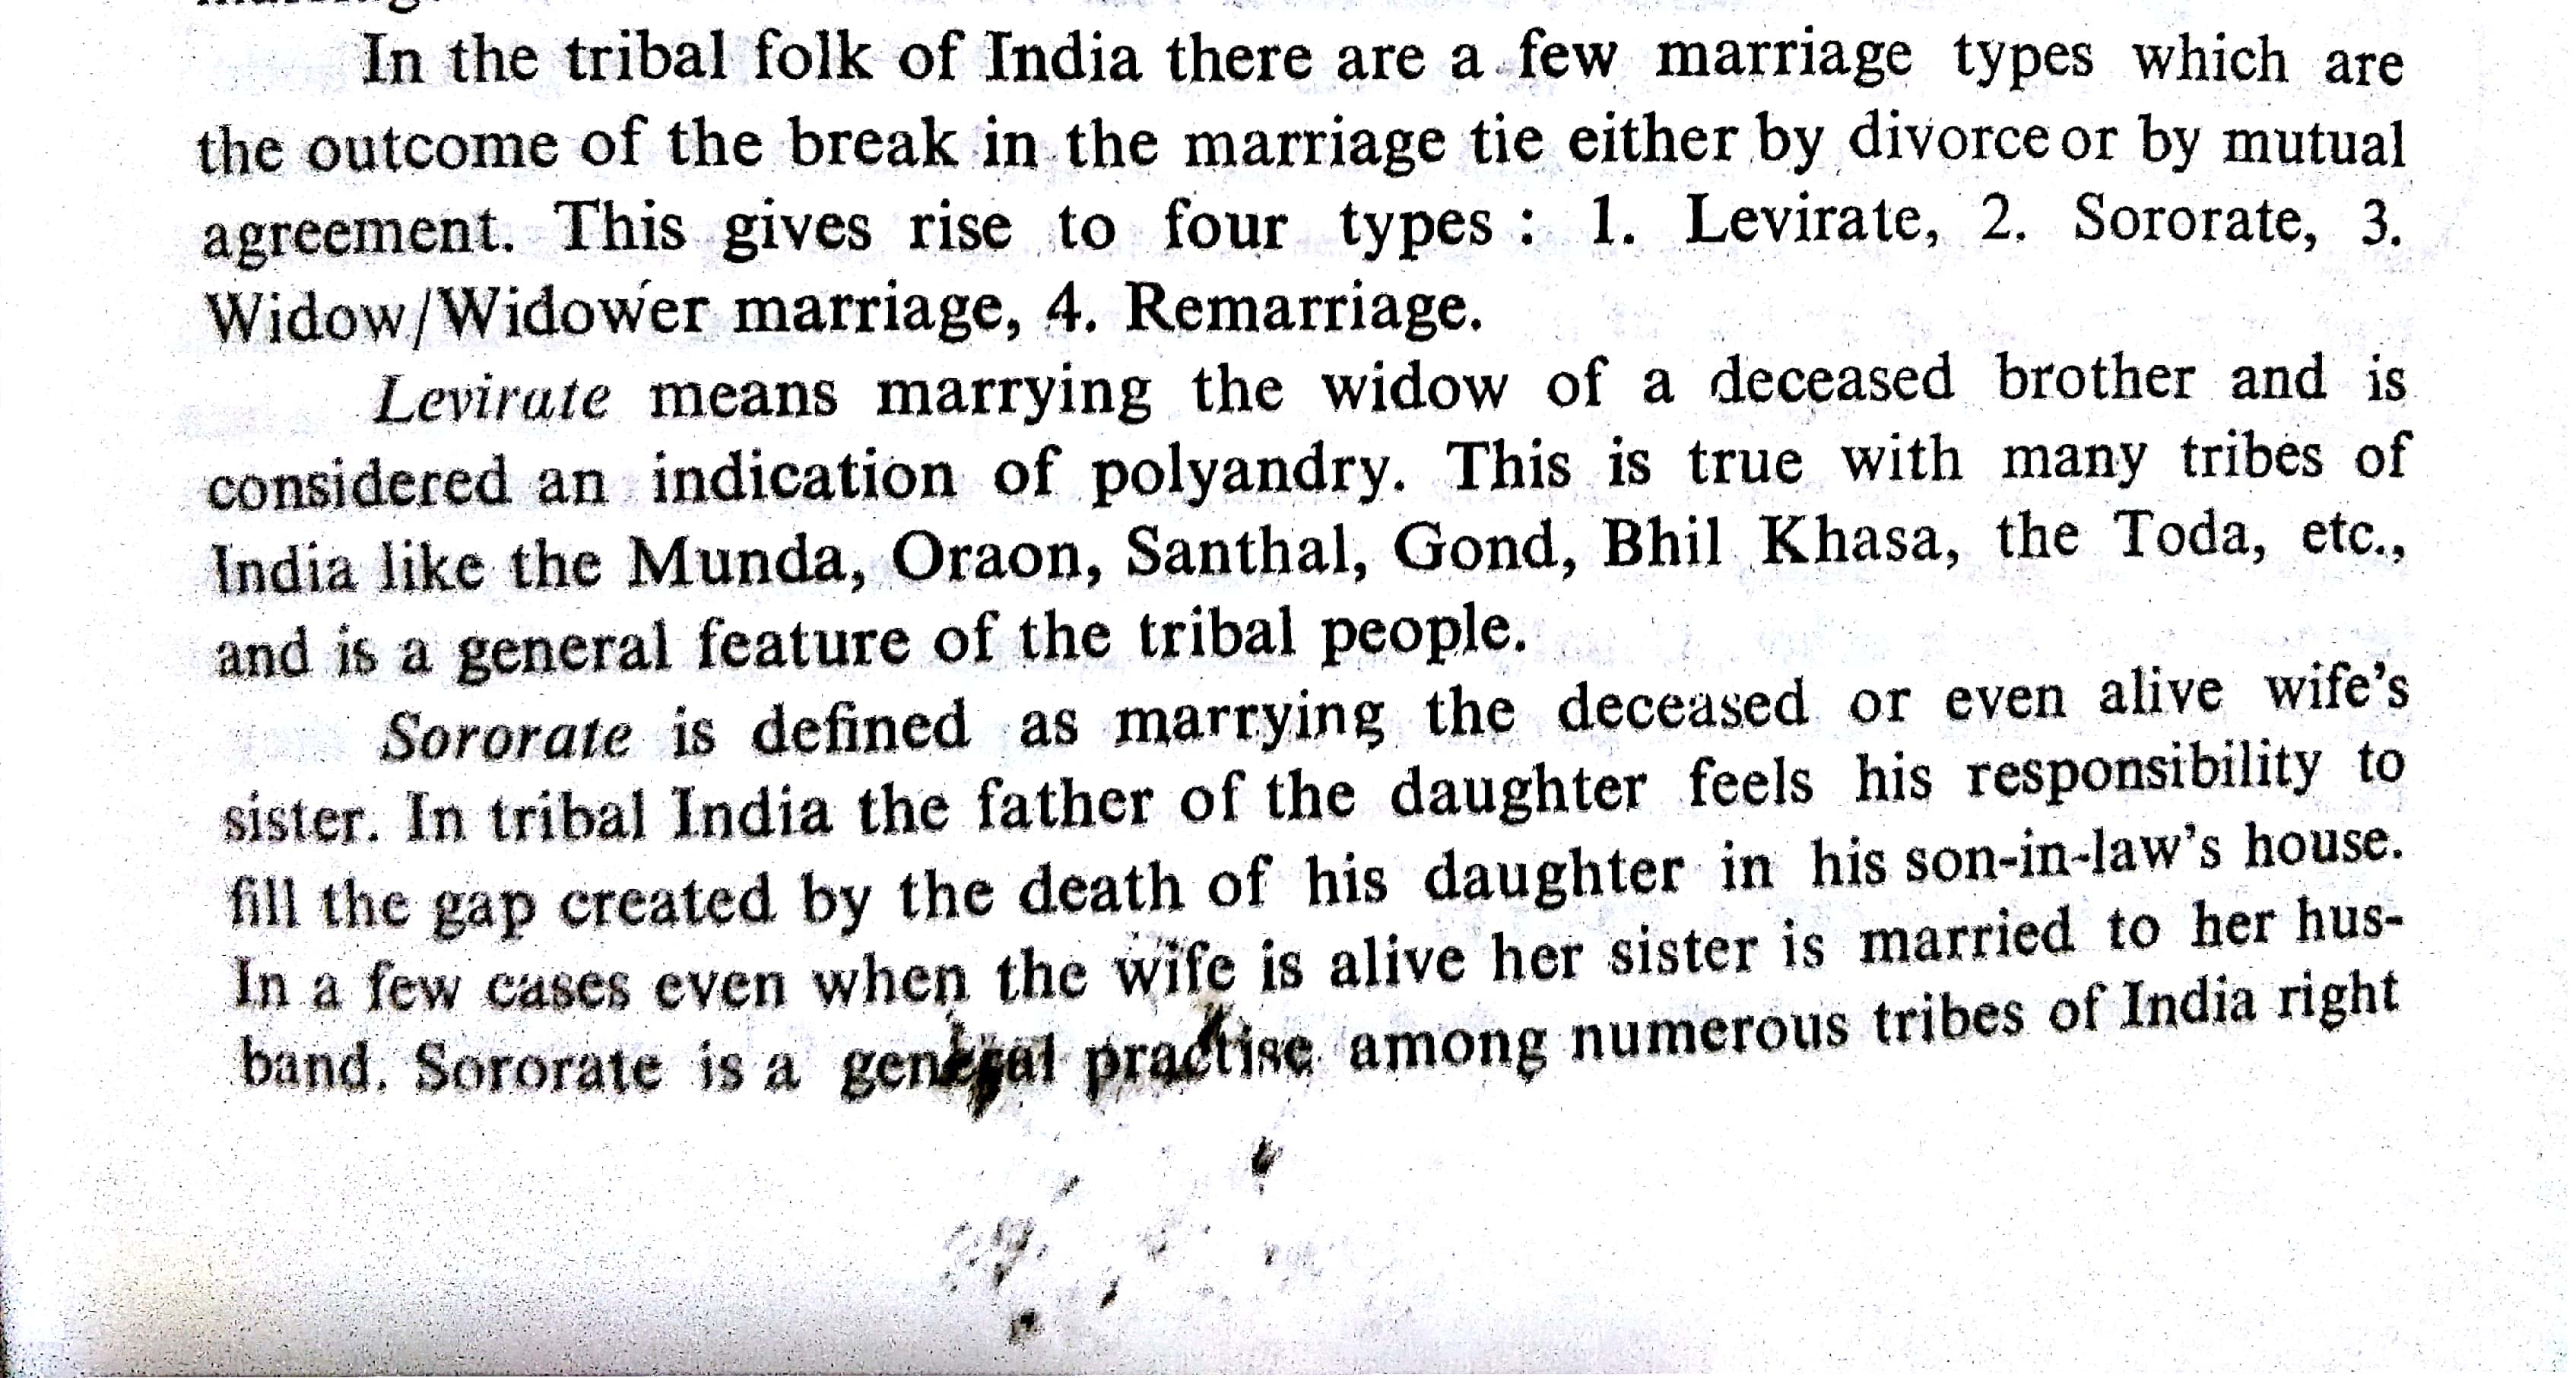 In the tribal folk of India there are a few marriage types which are
the outcome of the break in the marriage tie either by divorce or by mutual
agreement. This gives rise to four types : 1. Levirate, 2. Sororate, 3.
Widow/Widower marriage, 4. Remarriage.
Levirate means marrying the widow of a deceased brother and is
considered an indication of polyandry. This is true with many tribes of
India like the Munda, Oraon, Santhal, Gond, Bhil Khasa, the Toda, etc.,
and is a general feature of the tribal people.
Sororate is defined as marrying the deceased or even alive wife's
sister. In tribal India the father of the daughter feels his responsibility to
fill the gap created by the death of his daughter in his son-in-law's house.
In a few cases even when the wife is alive her sister is married to her hus-
band. Sororate is a general practise among numerous tribes of India right